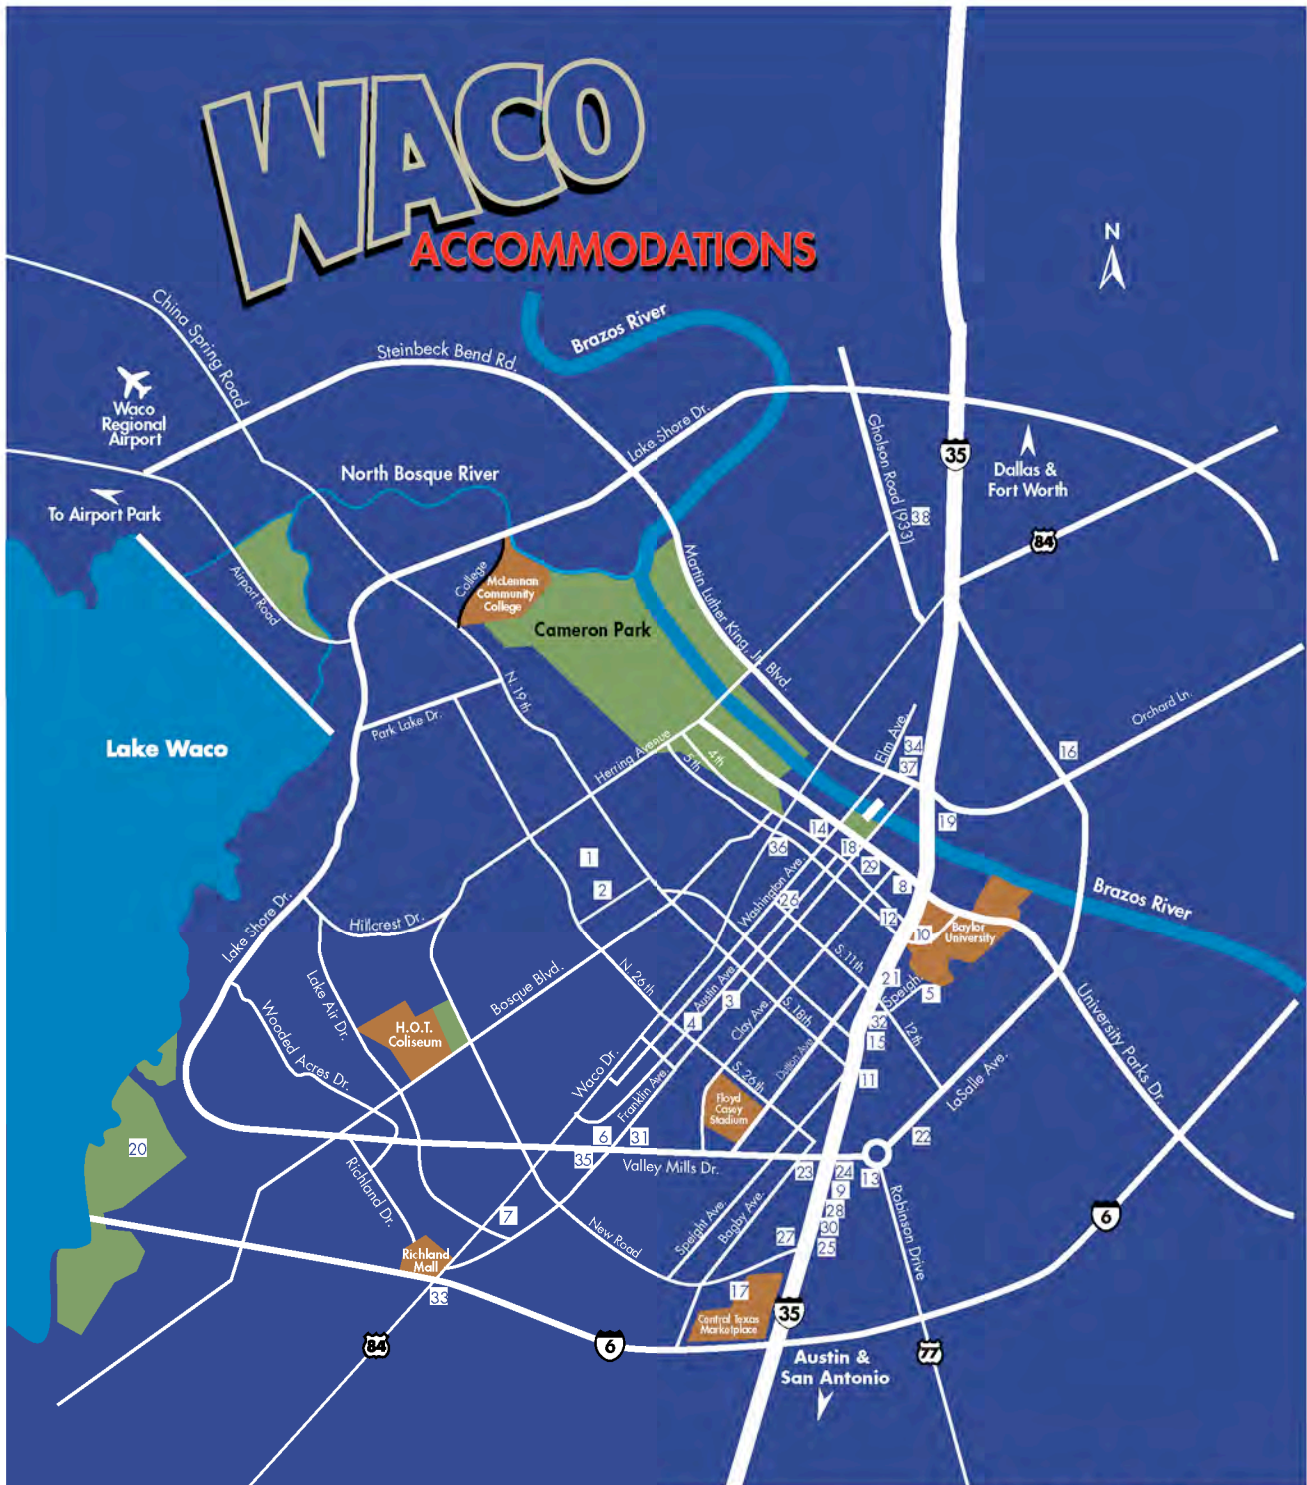 WACO
ACCOMMODATIONS
N
Brazos River
China Spring Road
Steinbeck Bend Rd.
Waco
Regional
Airport
Lake Shore Dr.
Gholson Road (933)
35
Dallas &
Fort Worth
North Bosque River
To Airport Park
38
84
Airport Road
College
McLennan
Community
College
Cameron Park
Martin Luther King, Jr. Blvd.
N. 19th
Orchard Ln.
Park Lake Dr.
Lake Waco
Herring Avenue
4th
5th
Elm Ave.
34
37
16
19
14
36
18
29
8
1
2
Washington Ave.
26
12
10
Baylor
University
Brazos River
Hillcrest Dr.
Lake Shore Dr.
Lake Air Dr.
Bosque Blvd.
N. 26th
S. 11th
21
Speigh
5
Austin Ave.
3
4
Clay Ave.
S. 18th
32
15
12th
Wooded Acres Dr.
H.O.T.
Coliseum
University Parks Dr.
Waco Dr.
Franklin Ave.
S. 26th
Dutton Ave.
11
LaSalle Ave.
Floyd
Casey
Stadium
20
6
31
35
Valley Mills Dr.
22
23
24
13
9
28
30
25
27
Richland Dr.
7
New Road
Speight Ave.
Bagby Ave.
Robinson Drive
6
Richland
Mall
33
17
Central Texas
Marketplace
35
84
6
77
Austin &
San Antonio